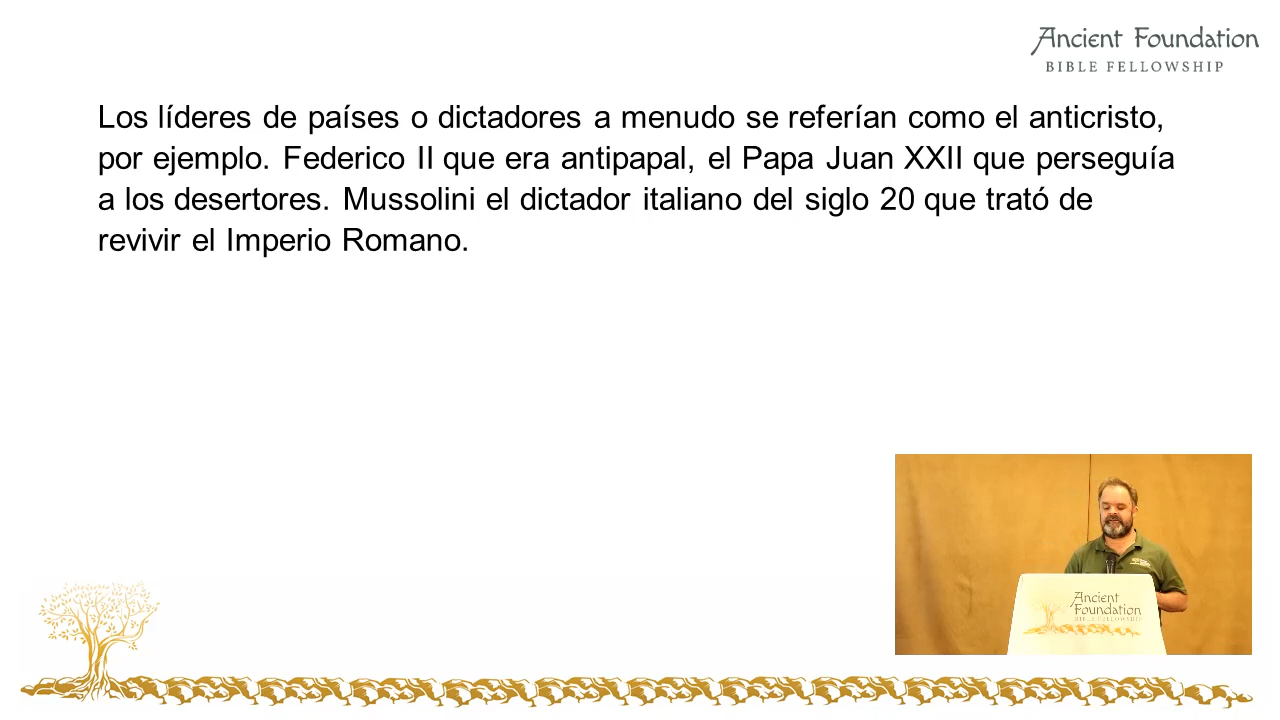 Ancient Foundation
BIBLE FELLOWSHIP
Los líderes de países o dictadores a menudo se referían como el anticristo,
por ejemplo. Federico II que era antipapal, el Papa Juan XXII que perseguía
a los desertores. Mussolini el dictador italiano del siglo 20 que trató de
revivir el Imperio Romano.
Ancient
Foundation
BIBLE FELLOWSHIP